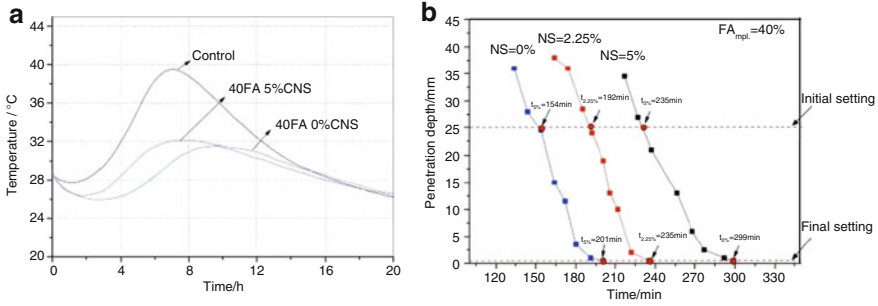 a
44
40
36
32
28
24
20
Temperature / °C
Control
40FA 5%CNS
40FA 0%CNS
0
4
8
12
16
20
Time/h
b
45
40
35
30
25
20
15
10
5
0
Penetration depth/mm
NS=0%
NS=2.25%
NS=5%
FAmpl.=40%
t5%=154min
t2.25%=192min
t0%=235min
Initial setting
t5%=201min
t2.25%=235min
t0%=299min
Final setting
120
150
180
210
240
270
300
330
Time/min